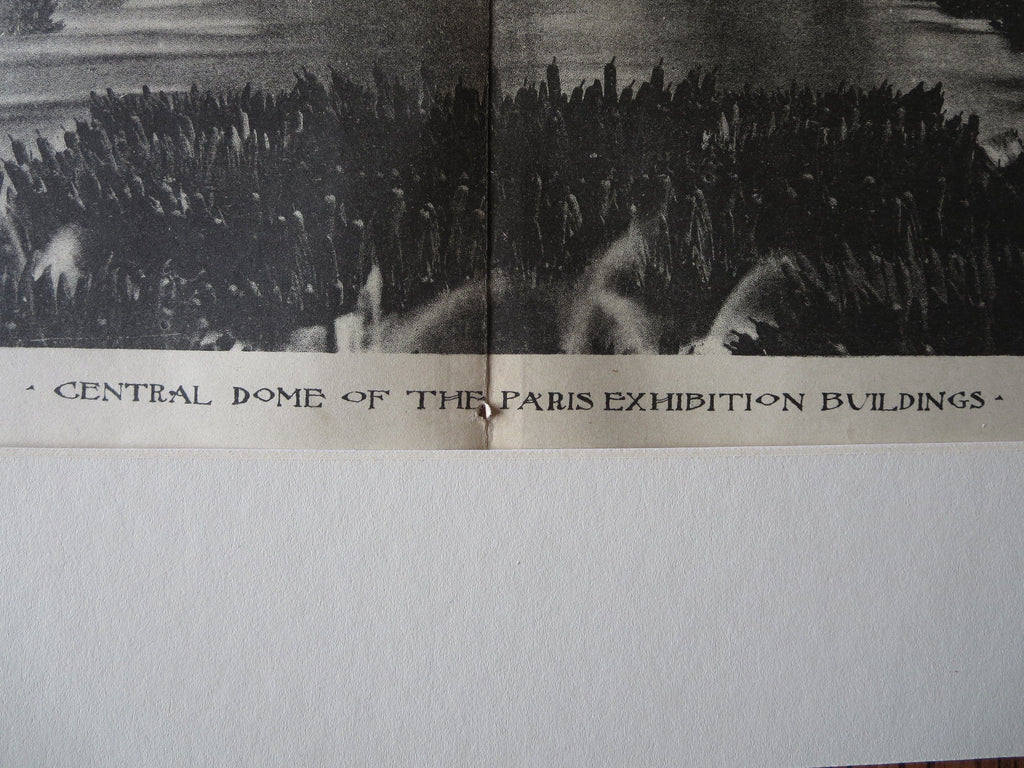 · CENTRAL DOME OF THE PARIS EXHIBITION BUILDINGS ·